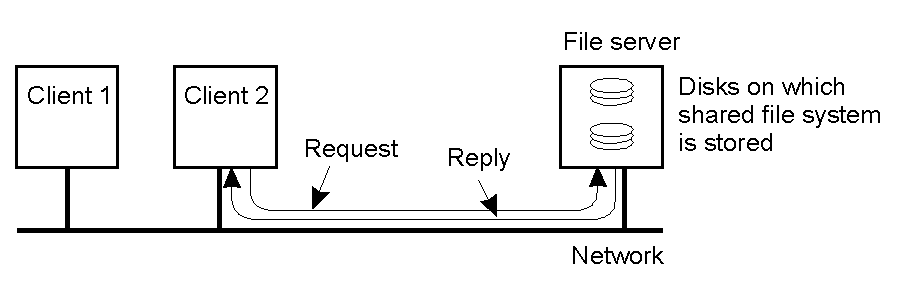 File server
Client 1
Client 2
Disks on which
shared file system
is stored
Request
Reply
Network